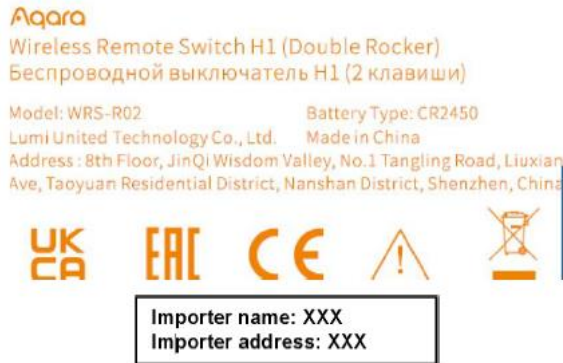 Aqara
Wireless Remote Switch H1 (Double Rocker)
Беспроводной выключатель H1 (2 клавиши)
Model: WRS-R02 Battery Type: CR2450
Lumi United Technology Co., Ltd. Made in China
Address : 8th Floor, JinQi Wisdom Valley, No.1 Tangling Road, Liuxian
Ave, Taoyuan Residential District, Nanshan District, Shenzhen, China
UK CA EAC CE
Importer name: XXX
Importer address: XXX